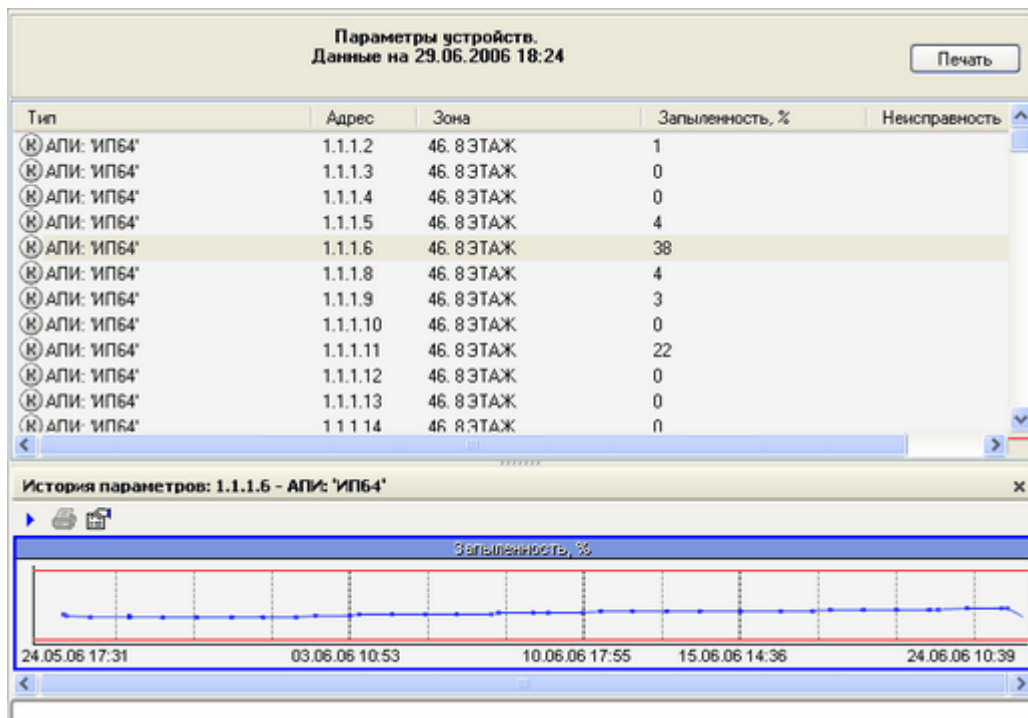 Параметры устройств.
Данные на 29.06.2006 18:24
Печать
Тип Адрес Зона Запыленность, % Неисправность
К АПИ: 'ИП64' 1.1.1.2 46. 8 ЭТАЖ 1
К АПИ: 'ИП64' 1.1.1.3 46. 8 ЭТАЖ 0
К АПИ: 'ИП64' 1.1.1.4 46. 8 ЭТАЖ 0
К АПИ: 'ИП64' 1.1.1.5 46. 8 ЭТАЖ 4
К АПИ: 'ИП64' 1.1.1.6 46. 8 ЭТАЖ 38
К АПИ: 'ИП64' 1.1.1.8 46. 8 ЭТАЖ 4
К АПИ: 'ИП64' 1.1.1.9 46. 8 ЭТАЖ 3
К АПИ: 'ИП64' 1.1.1.10 46. 8 ЭТАЖ 0
К АПИ: 'ИП64' 1.1.1.11 46. 8 ЭТАЖ 22
К АПИ: 'ИП64' 1.1.1.12 46. 8 ЭТАЖ 0
К АПИ: 'ИП64' 1.1.1.13 46. 8 ЭТАЖ 0
К АПИ: 'ИП64' 1.1.1.14 46. 8 ЭТАЖ 0
История параметров: 1.1.1.6 - АПИ: 'ИП64'
Запыленность, %
24.05.06 17:31 03.06.06 10:53 10.06.06 17:55 15.06.06 14:36 24.06.06 10:39